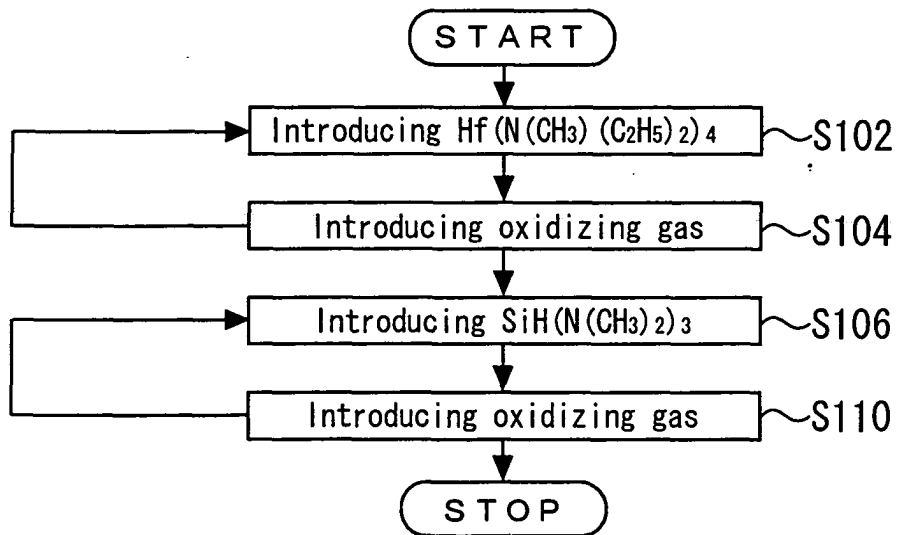 START
Introducing Hf(N(CH3)(C2H5)2)4
S102
Introducing oxidizing gas
S104
Introducing SiH(N(CH3)2)3
S106
Introducing oxidizing gas
S110
STOP